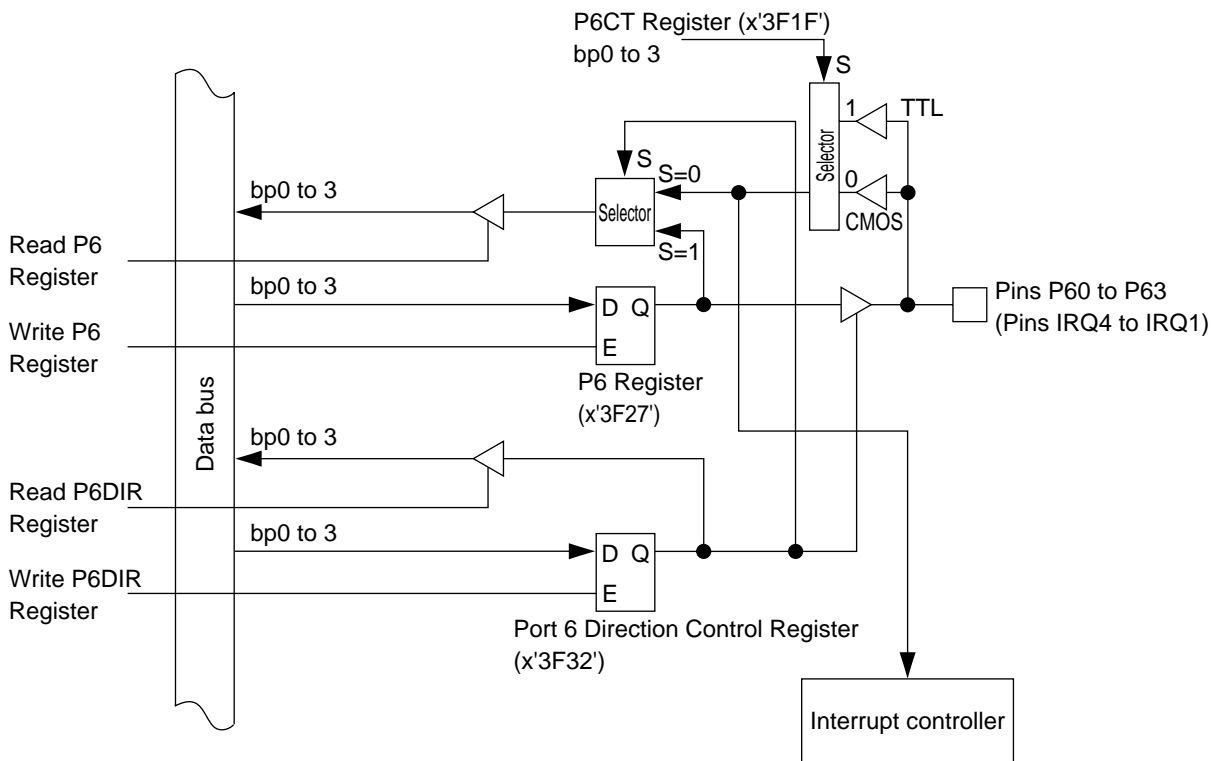 P6CT Register (x'3F1F')
bp0 to 3
S
1
TTL
Selector
0
CMOS
S
S=0
Selector
S=1
bp0 to 3
Read P6
Register
bp0 to 3
D Q
E
Pins P60 to P63
(Pins IRQ4 to IRQ1)
Write P6
Register
P6 Register
(x'3F27')
Data bus
bp0 to 3
Read P6DIR
Register
bp0 to 3
D Q
E
Write P6DIR
Register
Port 6 Direction Control Register
(x'3F32')
Interrupt controller